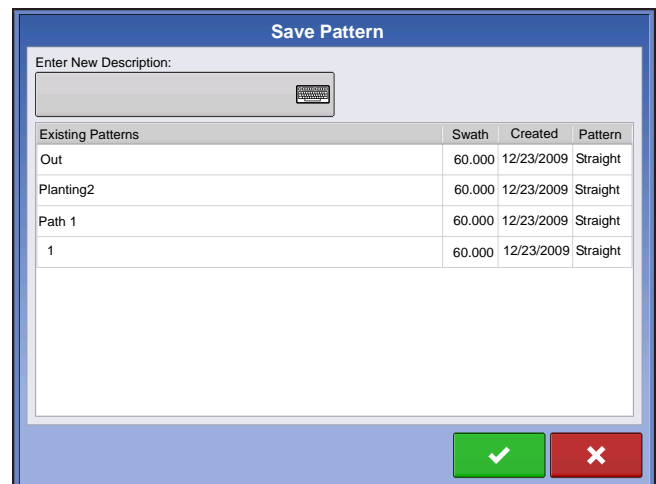 Save Pattern
Enter New Description:
Existing Patterns Swath Created Pattern
Out 60.000 12/23/2009 Straight
Planting2 60.000 12/23/2009 Straight
Path 1 60.000 12/23/2009 Straight
1 60.000 12/23/2009 Straight